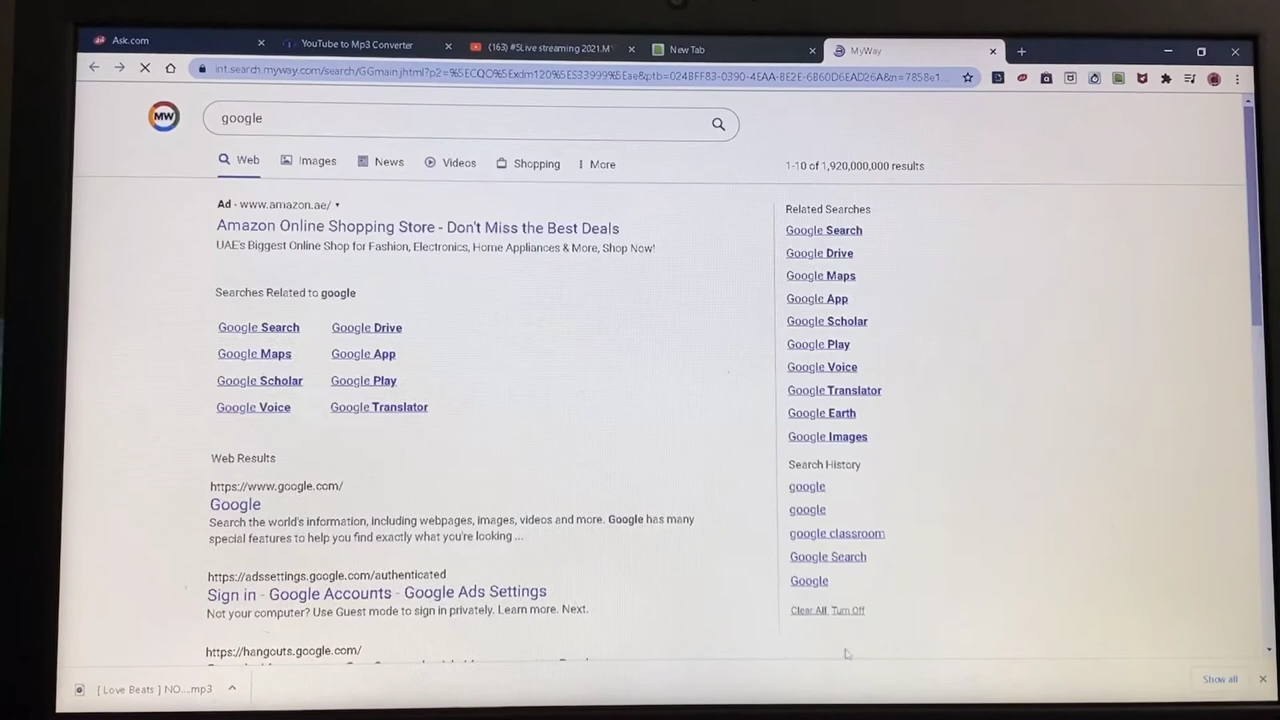 Ask.com
YouTube to Mp3 Converter
(163) #5Live streaming 2021.M
New Tab
MyWay
MW
google
Web
Images
News
Videos
Shopping
More
1-10 of 1,920,000,000 results
Ad - www.amazon.ae/
Amazon Online Shopping Store - Don't Miss the Best Deals
UAE's Biggest Online Shop for Fashion, Electronics, Home Appliances & More, Shop Now!
Searches Related to google
Google Search
Google Drive
Google Maps
Google App
Google Scholar
Google Play
Google Voice
Google Translator
Web Results
https://www.google.com/
Google
Search the world's information, including webpages, images, videos and more. Google has many
special features to help you find exactly what you're looking ...
https://adssettings.google.com/authenticated
Sign in - Google Accounts - Google Ads Settings
Not your computer? Use Guest mode to sign in privately. Learn more. Next.
https://hangouts.google.com/
Related Searches
Google Search
Google Drive
Google Maps
Google App
Google Scholar
Google Play
Google Voice
Google Translator
Google Earth
Google Images
Search History
google
google
google classroom
Google Search
Google
Clear All Turn Off
[ Love Beats ] NO....mp3
Show all